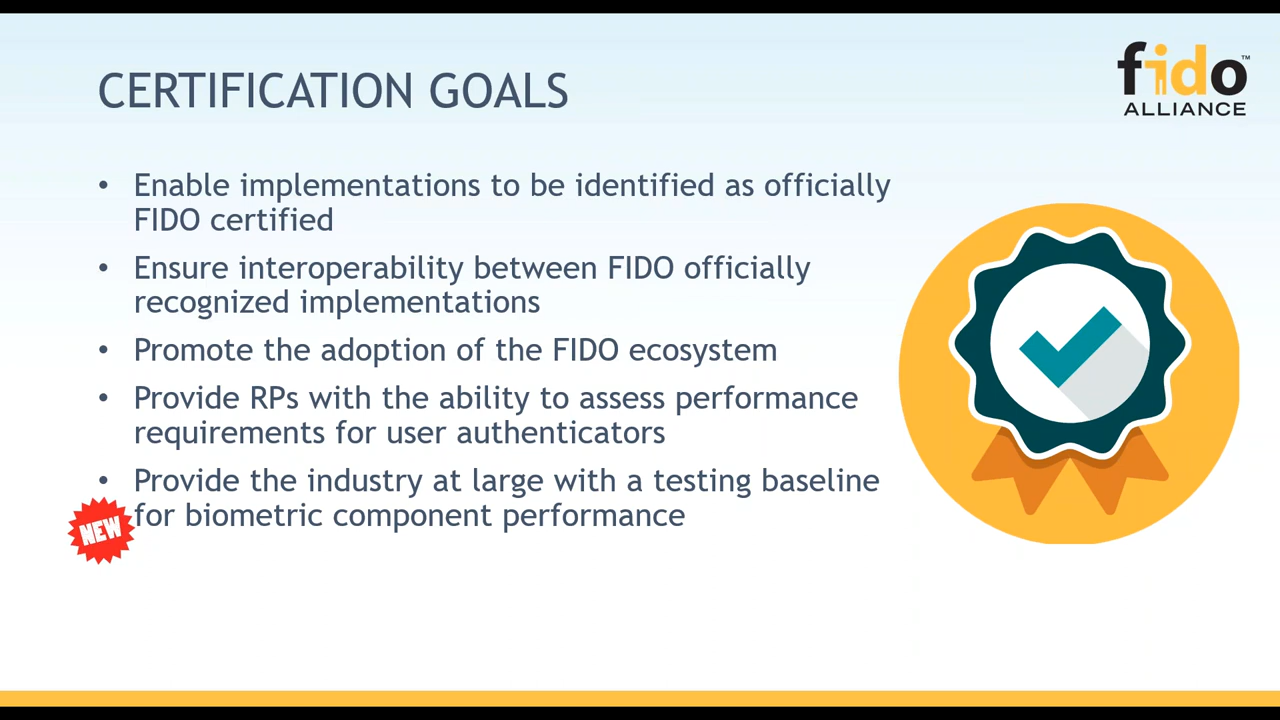 CERTIFICATION GOALS
fido™
ALLIANCE
• Enable implementations to be identified as officially
FIDO certified
• Ensure interoperability between FIDO officially
recognized implementations
• Promote the adoption of the FIDO ecosystem
• Provide RPs with the ability to assess performance
requirements for user authenticators
• Provide the industry at large with a testing baseline
for biometric component performance
NEW